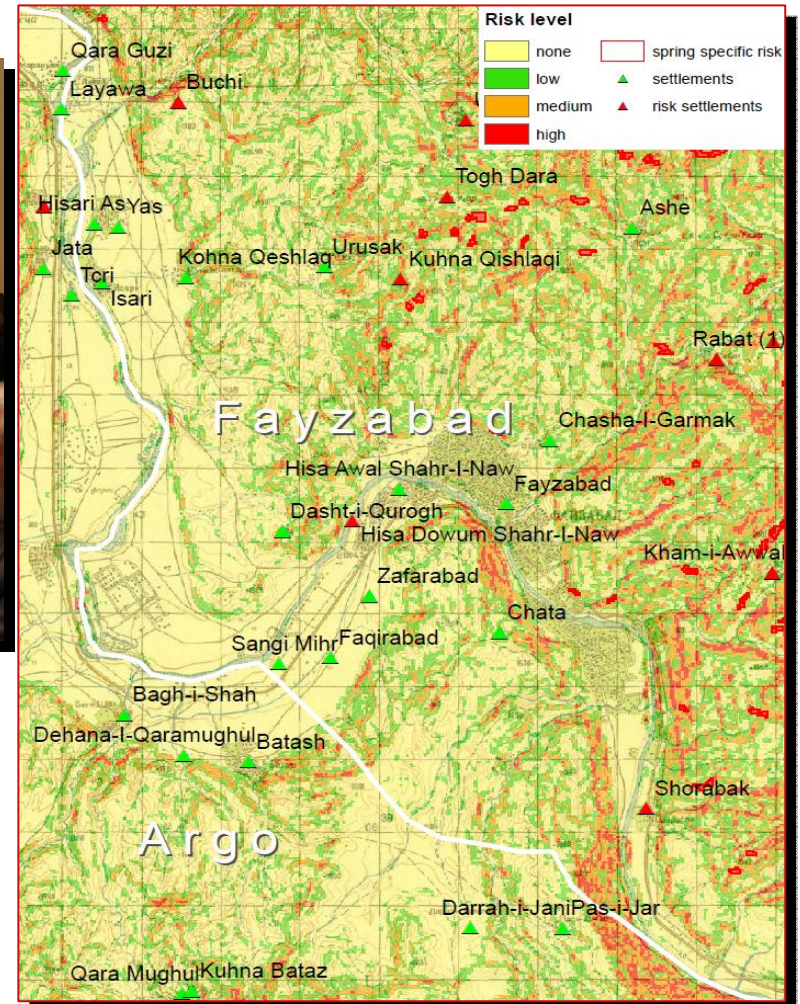 Risk level
none
low
medium
high
spring specific risk
settlements
risk settlements
Qara Guzi
Layawa
Buchi
Togh Dara
Hisari As
Yas
Ashe
Jata
Kohna Qeshlaq
Urusak
Kuhna Qishlaqi
Isari
Rabat (1)
Fayzabad
Chasha-I-Garmak
Hisa Awal Shahr-I-Naw
Fayzabad
Dasht-i-Qurogh
Hisa Dowum Shahr-I-Naw
Kham-i-Awwal
Zafarabad
Chata
Sangi Mihr
Faqirabad
Bagh-i-Shah
Dehana-I-Qaramughul
Batash
Shorabak
Argo
Darrah-i-Jani
Pas-i-Jar
Qara Mughul
Kuhna Bataz